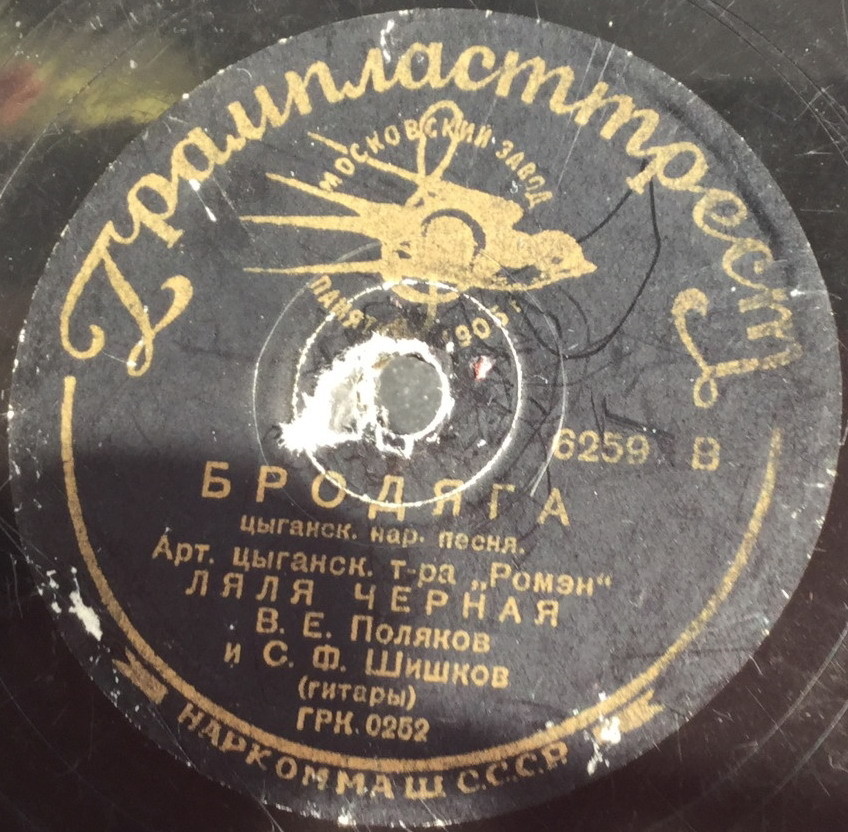 Грампласттрест
МОСКОВСКИЙ ЗАВОД
6259 В
БРОДЯГА
цыганск. нар. песня.
Арт. цыганск. т-ра „Ромэн“
ЛЯЛЯ ЧЕРНАЯ
В. Е. Поляков
и С. Ф. Шишков
(гитары)
ГРК. 0252
НАРКОММАШ С.С.С.Р.